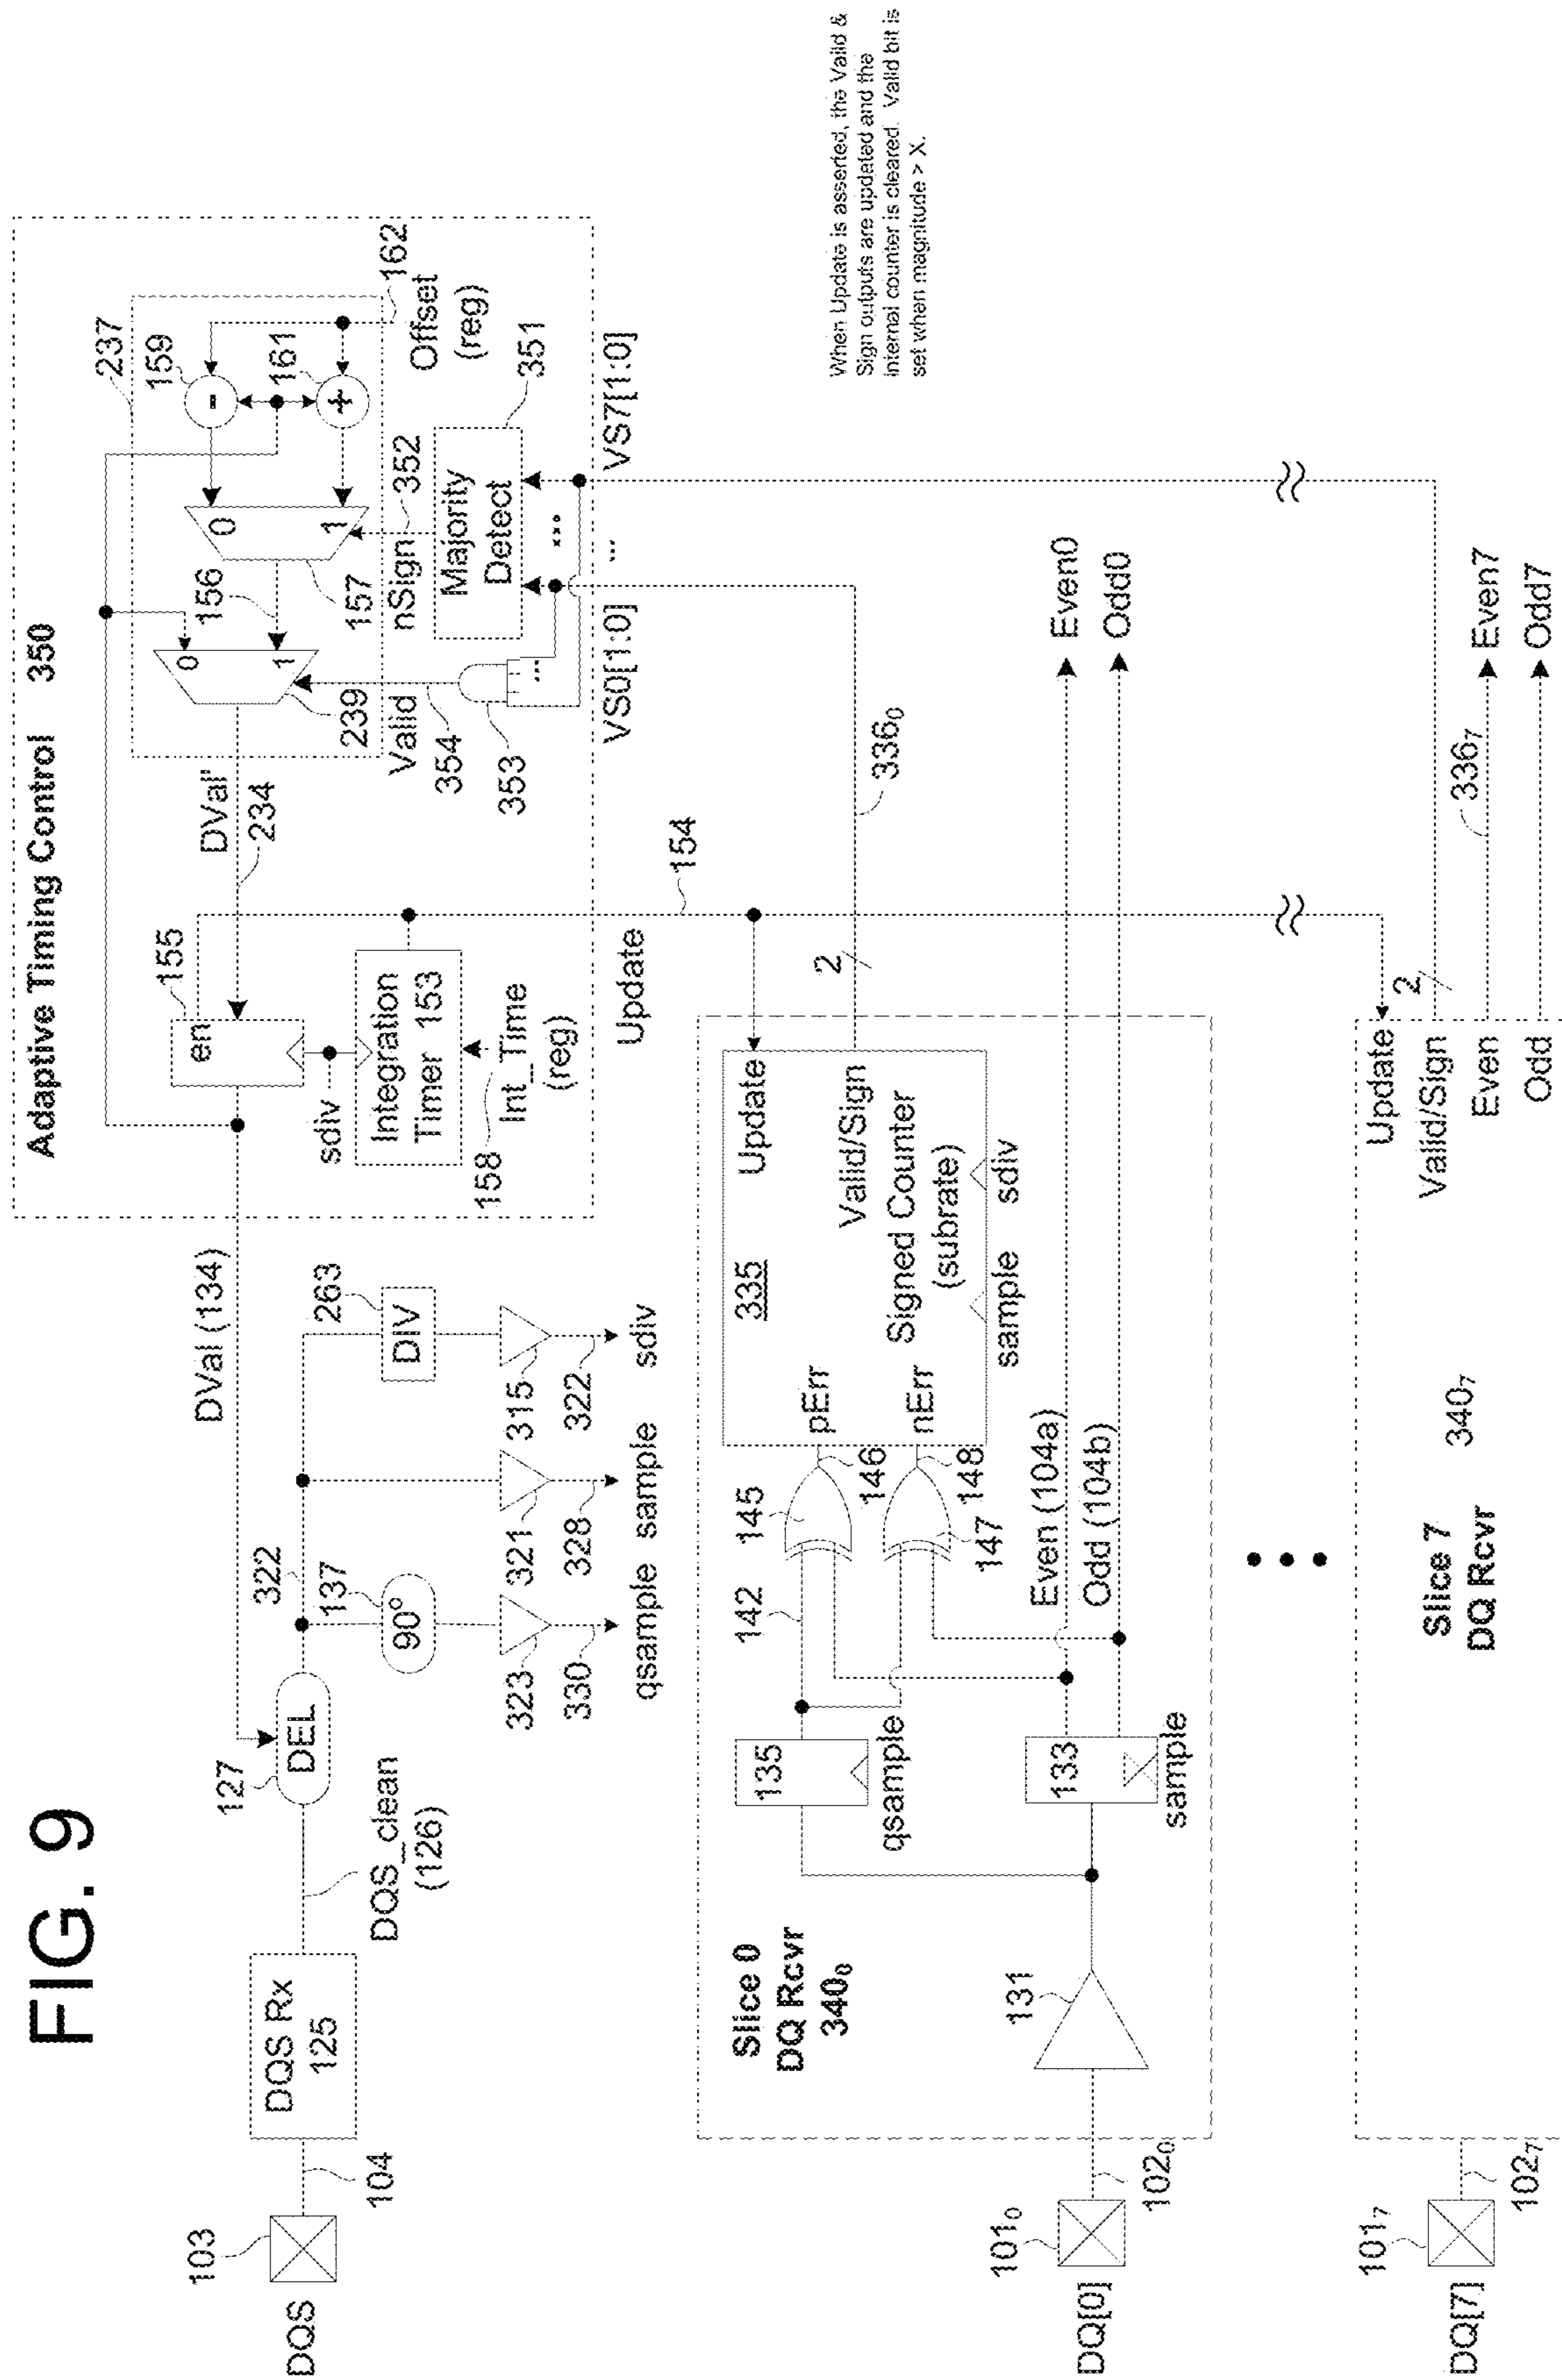 FIG. 9
Adaptive Timing Control 350
237
159
161
162
Offset
(reg)
-
+
0
1
156
157
0
1
239
DVal'
234
155
en
sdiv
Integration
Timer 153
158
Int_Time
(reg)
nSign 352
Majority
Detect
351
Valid
354
353
...
...
...
VS0[1:0]
VS7[1:0]
Update
154
DVal (134)
DQS
103
104
DQS Rx
125
DQS_clean
(126)
127
DEL
322
137
90°
263
DIV
323
321
315
330
328
322
qsample
sample
sdiv
When Update is asserted, the Valid &
Sign outputs are updated and the
internal counter is cleared. Valid bit is
set when magnitude > X.
Slice 0
DQ Rcvr
340₀
135
qsample
142
145
146
147
148
pErr
nErr
335
Update
Valid/Sign
Signed Counter
(subrate)
sample
sdiv
2
336₀
133
sample
131
Even (104a)
Odd (104b)
Even0
Odd0
101₀
102₀
DQ[0]
Slice 7
DQ Rcvr
340₇
Update
Valid/Sign
Even
Odd
2
336₇
Even7
Odd7
101₇
102₇
DQ[7]